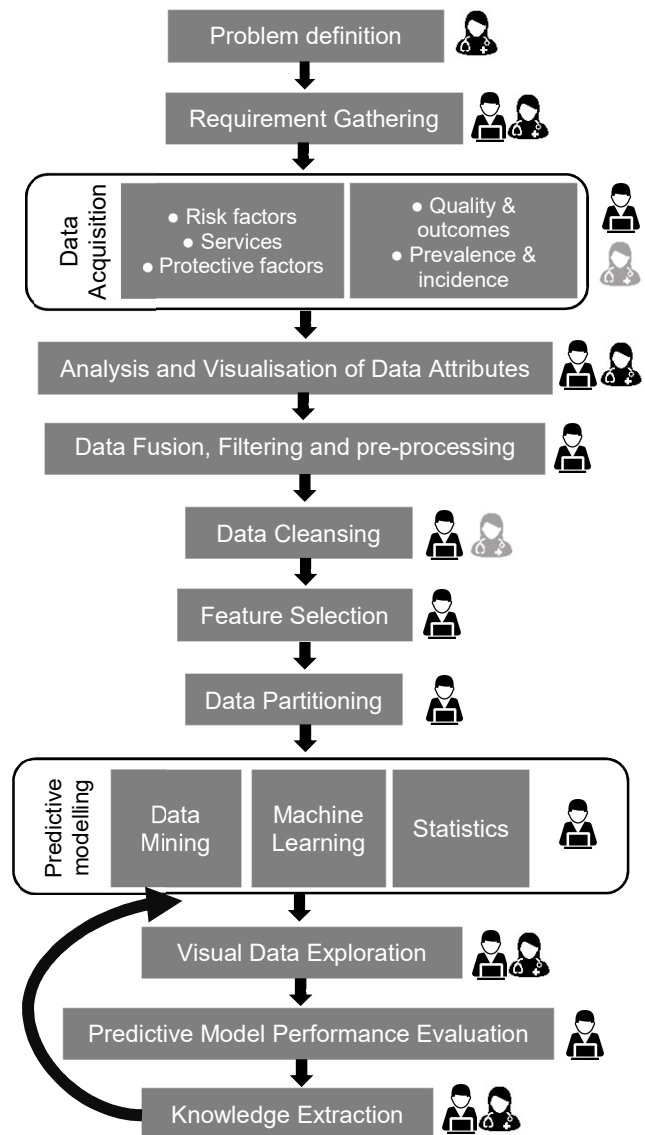 Problem definition
Requirement Gathering
Data
Acquisition
● Risk factors
● Services
● Protective factors
● Quality &
outcomes
● Prevalence &
incidence
Analysis and Visualisation of Data Attributes
Data Fusion, Filtering and pre-processing
Data Cleansing
Feature Selection
Data Partitioning
Predictive
modelling
Data
Mining
Machine
Learning
Statistics
Visual Data Exploration
Predictive Model Performance Evaluation
Knowledge Extraction